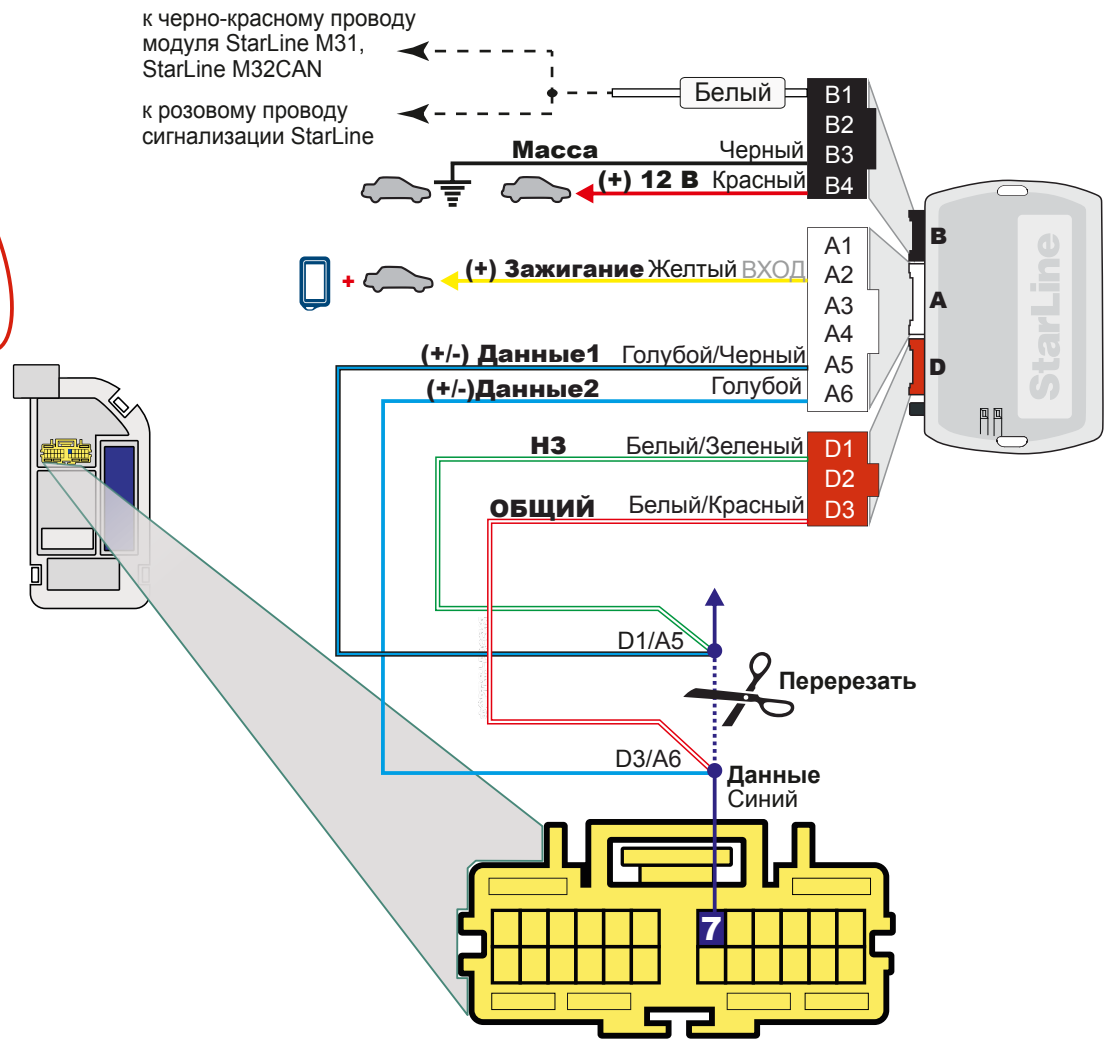 к черно-красному проводу
модуля StarLine M31,
StarLine M32CAN
к розовому проводу
сигнализации StarLine
Белый
B1
B2
Масса Черный B3
(+) 12 В Красный B4
A1
(+) Зажигание Желтый ВХОД A2
A3
A4
(+/-) Данные1 Голубой/Черный A5
(+/-)Данные2 Голубой A6
НЗ Белый/Зеленый D1
D2
ОБЩИЙ Белый/Красный D3
B
A
D
StarLine
+
D1/A5
Перерезать
D3/A6
Данные
Синий
7